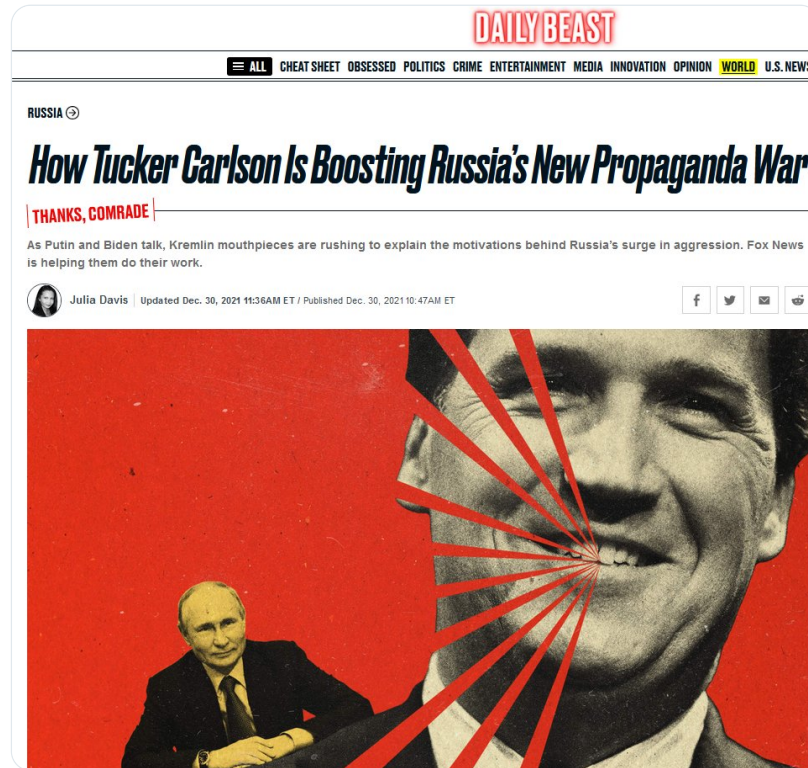 DAILY BEAST
ALL CHEAT SHEET OBSESSED POLITICS CRIME ENTERTAINMENT MEDIA INNOVATION OPINION WORLD U.S. NEWS
RUSSIA
How Tucker Carlson Is Boosting Russia's New Propaganda War
THANKS, COMRADE
As Putin and Biden talk, Kremlin mouthpieces are rushing to explain the motivations behind Russia's surge in aggression. Fox News
is helping them do their work.
Julia Davis Updated Dec. 30, 2021 11:36AM ET / Published Dec. 30, 2021 10:47AM ET